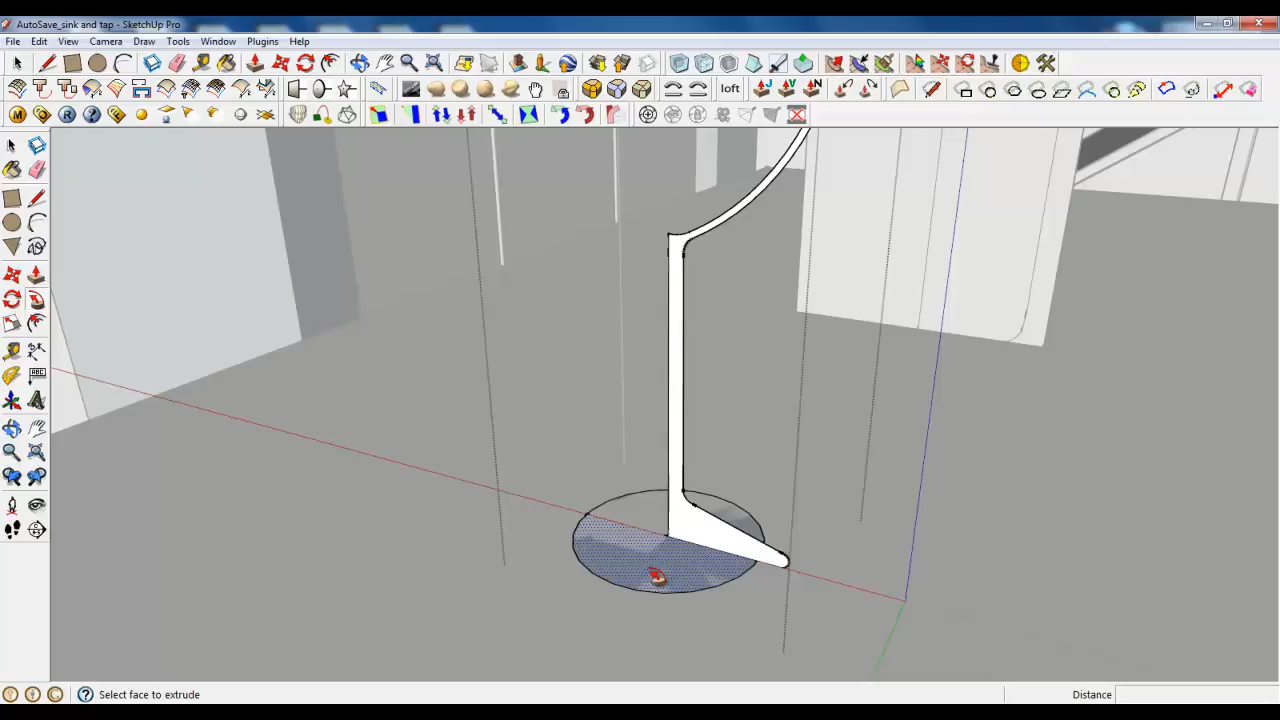 AutoSave_sink and tap - SketchUp Pro
File Edit View Camera Draw Tools Window Plugins Help
loft
ABC
Select face to extrude
Distance